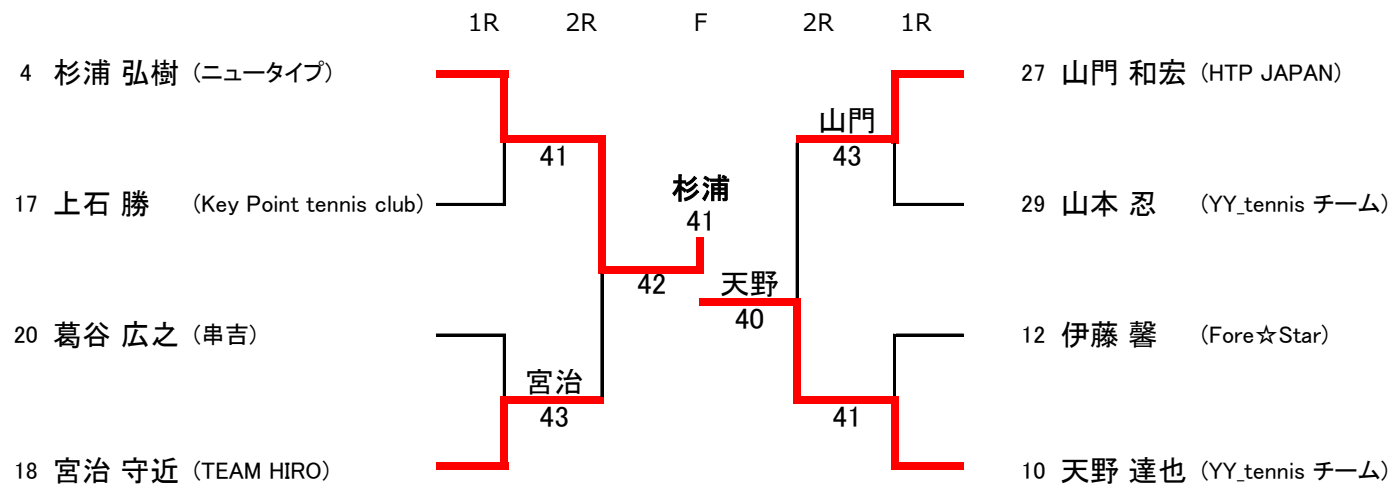 1R 2R F 2R 1R
4 杉浦 弘樹 (ニュータイプ) 27 山門 和宏 (HTP JAPAN)
山門
41 43
杉浦
17 上石 勝 (Key Point tennis club) 41 29 山本 忍 (YY_tennis チーム)
42 天野
40
20 葛谷 広之 (串吉) 12 伊藤 馨 (Fore☆Star)
宮治
43 41
18 宮治 守近 (TEAM HIRO) 10 天野 達也 (YY_tennis チーム)